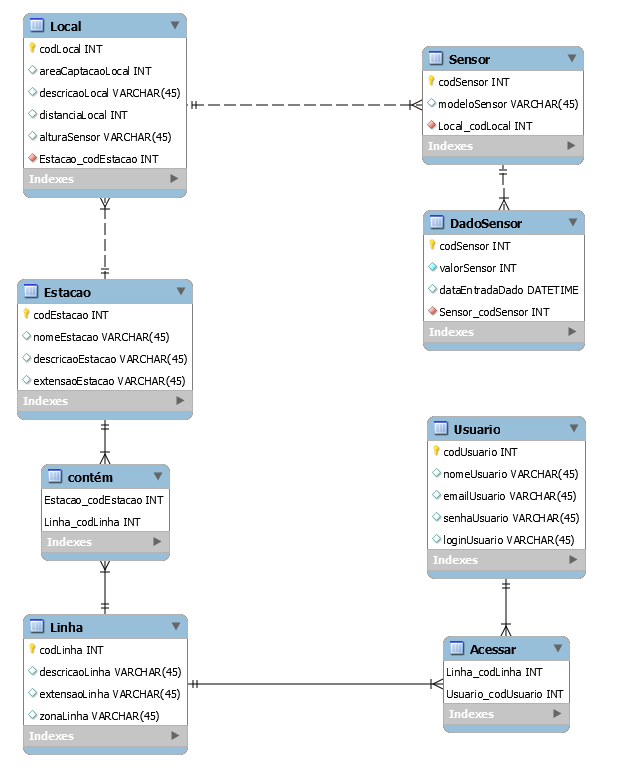 Local
codLocal INT
areaCaptacaoLocal INT
descricaoLocal VARCHAR(45)
distanciaLocal INT
alturaSensor VARCHAR(45)
Estacao_codEstacao INT
Indexes
Sensor
codSensor INT
modeloSensor VARCHAR(45)
Local_codLocal INT
Indexes
DadoSensor
codSensor INT
valorSensor INT
dataEntradaDado DATETIME
Sensor_codSensor INT
Indexes
Estacao
codEstacao INT
nomeEstacao VARCHAR(45)
descricaoEstacao VARCHAR(45)
extensaoEstacao VARCHAR(45)
Indexes
contém
Estacao_codEstacao INT
Linha_codLinha INT
Indexes
Usuario
codUsuario INT
nomeUsuario VARCHAR(45)
emailUsuario VARCHAR(45)
senhaUsuario VARCHAR(45)
loginUsuario VARCHAR(45)
Indexes
Linha
codLinha INT
descricaoLinha VARCHAR(45)
extensaoLinha VARCHAR(45)
zonaLinha VARCHAR(45)
Indexes
Acessar
Linha_codLinha INT
Usuario_codUsuario INT
Indexes